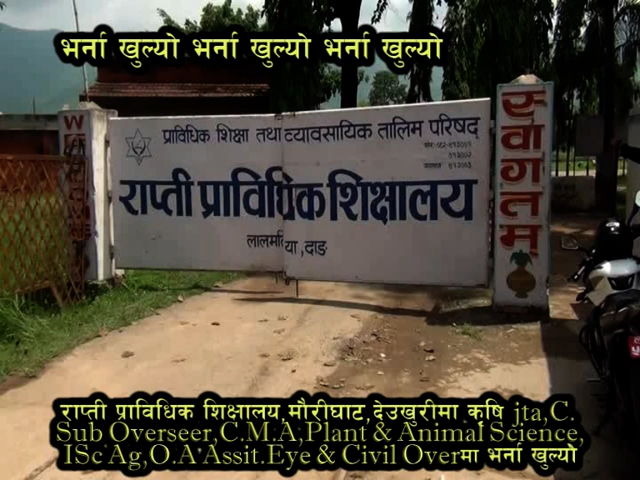 भर्ना खुल्यो भर्ना खुल्यो भर्ना खुल्यो
प्राविधिक शिक्षा तथा व्यावसायिक तालिम परिषद्
राप्ती प्राविधिक शिक्षालय
लालमटिया, दाङ
स्वागतम्
राप्ती प्राविधिक शिक्षालय,मौरीघाट,देउखुरीमा कृषि jta,C.
Sub Overseer,C.M.A,Plant & Animal Science,
ISc Ag,O.A Assit.Eye & Civil Overमा भर्ना खुल्यो